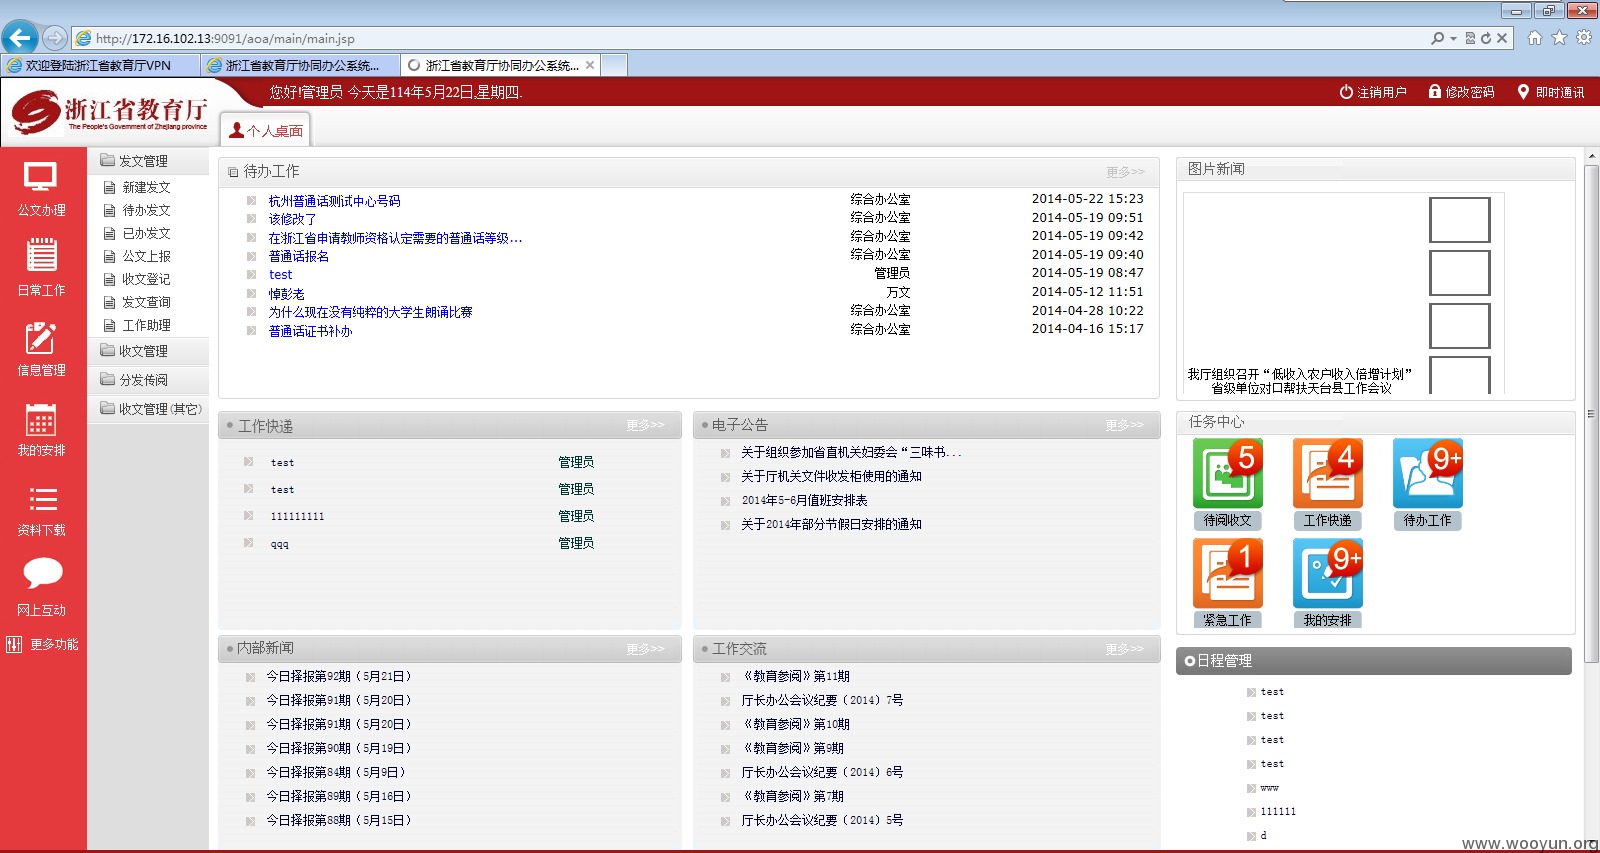 http://172.16.102.13:9091/aoa/main/main.jsp
欢迎登陆浙江省教育厅VPN
浙江省教育厅协同办公系统...
浙江省教育厅协同办公系统...
浙江省教育厅
The People's Government of Zhejiang province
您好!管理员 今天是114年5月22日,星期四.
注销用户
修改密码
即时通讯
个人桌面
公文办理
日常工作
信息管理
我的安排
资料下载
网上互动
更多功能
发文管理
新建发文
待办发文
已办发文
公文上报
收文登记
发文查询
工作助理
收文管理
分发传阅
收文管理(其它)
待办工作 更多>>
杭州普通话测试中心号码 综合办公室 2014-05-22 15:23
该修改了 综合办公室 2014-05-19 09:51
在浙江省申请教师资格认定需要的普通话等级... 综合办公室 2014-05-19 09:42
普通话报名 综合办公室 2014-05-19 09:40
test 管理员 2014-05-19 08:47
悼彭老 万文 2014-05-12 11:51
为什么现在没有纯粹的大学生朗诵比赛 综合办公室 2014-04-28 10:22
普通话证书补办 综合办公室 2014-04-16 15:17
工作快递 更多>>
test 管理员
test 管理员
111111111 管理员
qqq 管理员
电子公告 更多>>
关于组织参加省直机关妇委会“三味书...
关于厅机关文件收发柜使用的通知
2014年5-6月值班安排表
关于2014年部分节假日安排的通知
内部新闻 更多>>
今日择报第92期（5月21日）
今日择报第91期（5月20日）
今日择报第91期（5月20日）
今日择报第90期（5月19日）
今日择报第84期（5月9日）
今日择报第89期（5月16日）
今日择报第88期（5月15日）
工作交流 更多>>
《教育参阅》第11期
厅长办公会议纪要（2014）7号
《教育参阅》第10期
《教育参阅》第9期
厅长办公会议纪要（2014）6号
《教育参阅》第7期
厅长办公会议纪要（2014）5号
图片新闻
我厅组织召开“低收入农户收入倍增计划”
省级单位对口帮扶天台县工作会议
任务中心
5
待阅收文
4
工作快递
9+
待办工作
1
紧急工作
9+
我的安排
日程管理
test
test
test
test
www
111111
d
www.wooyun.org